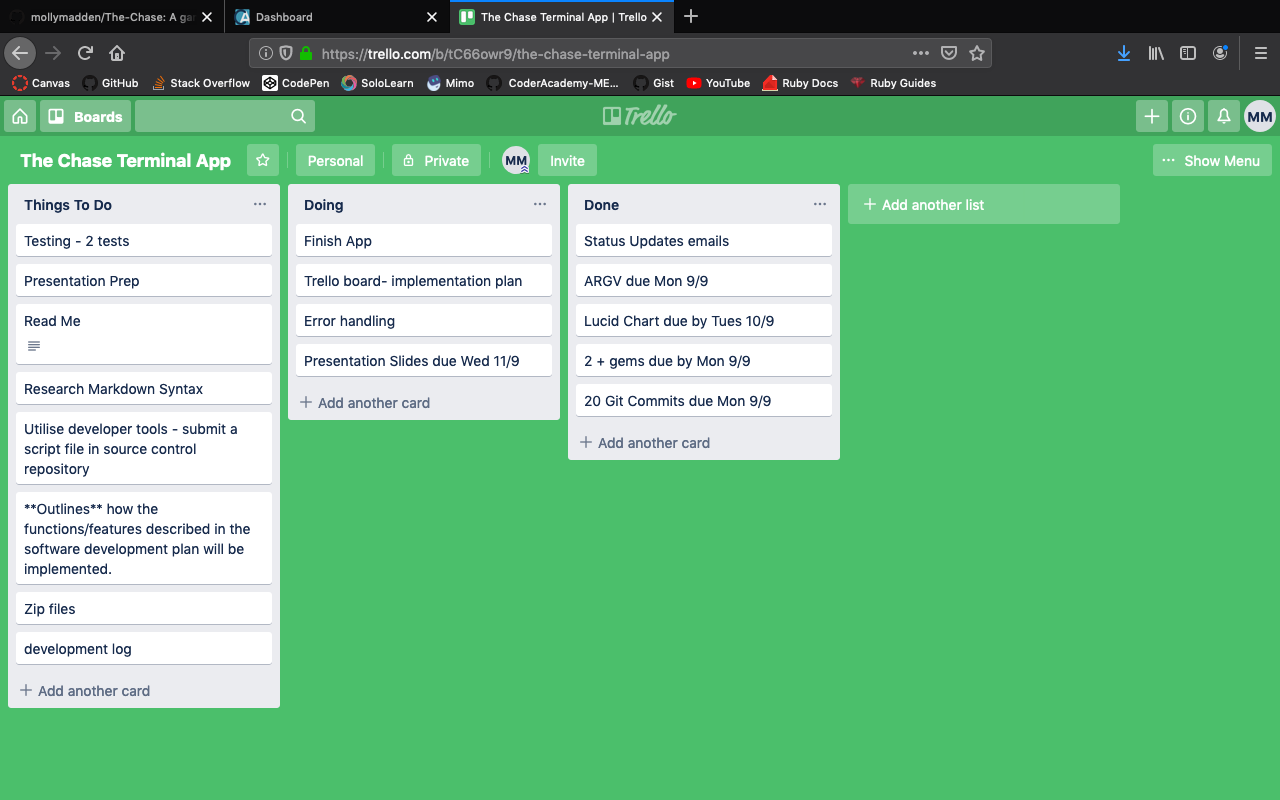 mollymadden/The-Chase: A ga
Dashboard
The Chase Terminal App | Trello
https://trello.com/b/tC66owr9/the-chase-terminal-app
Canvas
GitHub
Stack Overflow
CodePen
SoloLearn
Mimo
CoderAcademy-ME...
Gist
YouTube
Ruby Docs
Ruby Guides
Boards
Trello
MM
The Chase Terminal App
Personal
Private
MM
Invite
... Show Menu
Things To Do
Testing - 2 tests
Presentation Prep
Read Me
Research Markdown Syntax
Utilise developer tools - submit a
script file in source control
repository
**Outlines** how the
functions/features described in the
software development plan will be
implemented.
Zip files
development log
+ Add another card
Doing
Finish App
Trello board- implementation plan
Error handling
Presentation Slides due Wed 11/9
+ Add another card
Done
Status Updates emails
ARGV due Mon 9/9
Lucid Chart due by Tues 10/9
2 + gems due by Mon 9/9
20 Git Commits due Mon 9/9
+ Add another card
+ Add another list